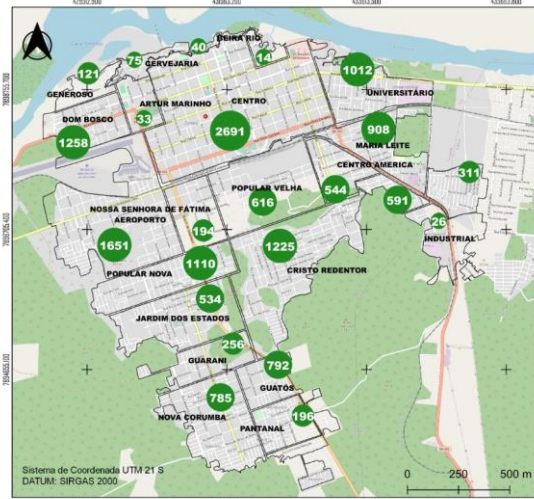 BEIRA RIO
40
14
75
CERVEJARIA
1012
121
GENEROSO
UNIVERSITÁRIO
ARTUR MARINHO
CENTRO
33
DOM BOSCO
2691
908
1258
MARIA LEITE
CENTRO AMERICA
311
POPULAR VELHA
544
616
591
NOSSA SENHORA DE FÁTIMA
AEROPORTO
194
26
INDUSTRIAL
1651
1225
POPULAR NOVA
1110
CRISTO REDENTOR
534
JARDIM DOS ESTADOS
256
GUARANI
792
GUATÓS
785
NOVA CORUMBA
196
PANTANAL
Sistema de Coordenada UTM 21 S
DATUM: SIRGAS 2000
0 250 500 m